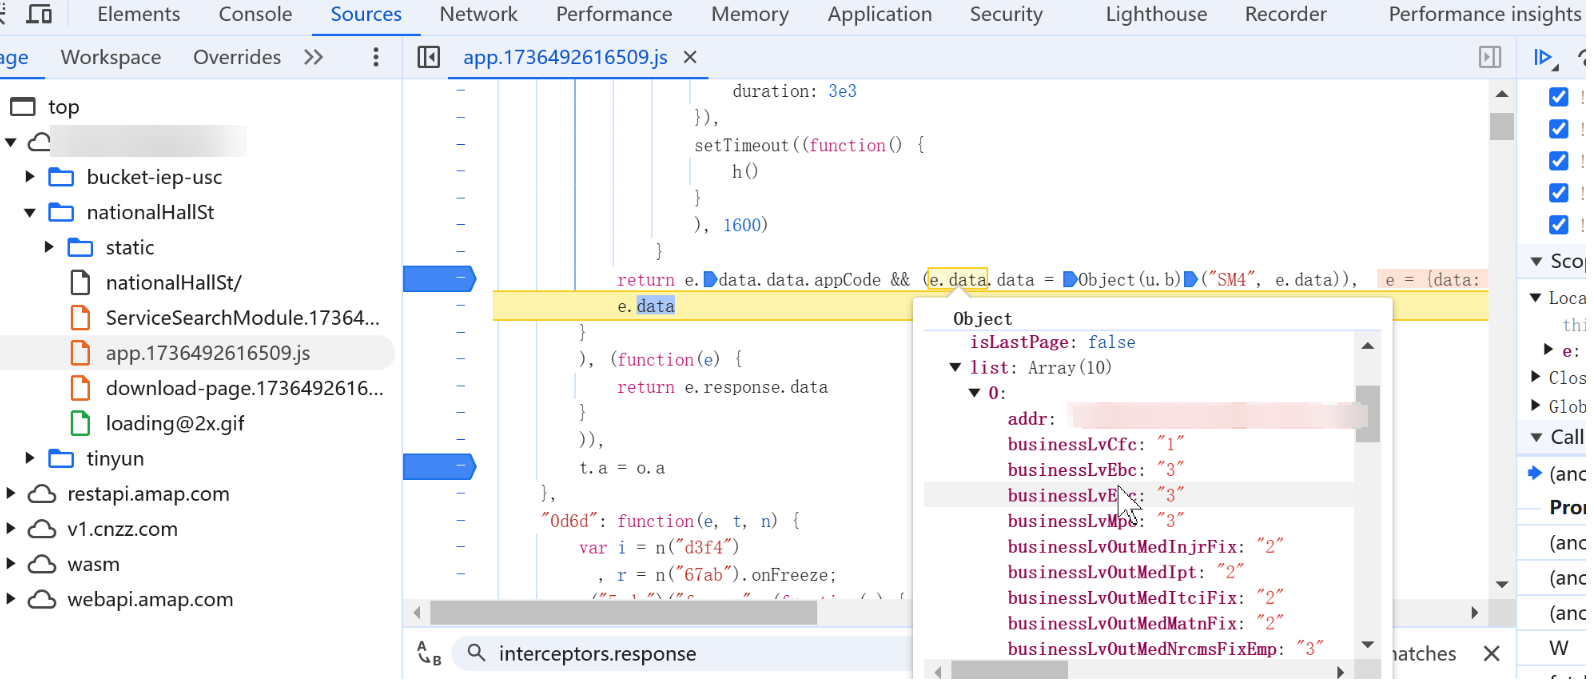 Elements Console Sources Network Performance Memory Application Security Lighthouse Recorder Performance insights
age Workspace Overrides app.1736492616509.js
top
bucket-iep-usc
nationalHallSt
static
nationalHallSt/
ServiceSearchModule.17364...
app.1736492616509.js
download-page.1736492616...
loading@2x.gif
tinyun
restapi.amap.com
v1.cnzz.com
wasm
webapi.amap.com
duration: 3e3
}),
setTimeout((function() {
h()
}
), 1600)
}
return e.data.data.appCode && (e.data.data = Object(u.b)("SM4", e.data)), e = {data:
e.data
}
), (function(e) {
return e.response.data
}
)),
t.a = o.a
},
"0d6d": function(e, t, n) {
var i = n("d3f4")
, r = n("67ab").onFreeze;
Object
isLastPage: false
list: Array(10)
0:
addr:
businessLvCfc: "1"
businessLvEbc: "3"
businessLvE c: "3"
businessLvMpc: "3"
businessLvOutMedInjrFix: "2"
businessLvOutMedIpt: "2"
businessLvOutMedItciFix: "2"
businessLvOutMedMatnFix: "2"
businessLvOutMedNrcmsFixEmp: "3"
interceptors.response
natches
Scop
Loca
thi
e:
Clos
Glob
Call
(anc
Pron
(anc
(anc
(anc
W